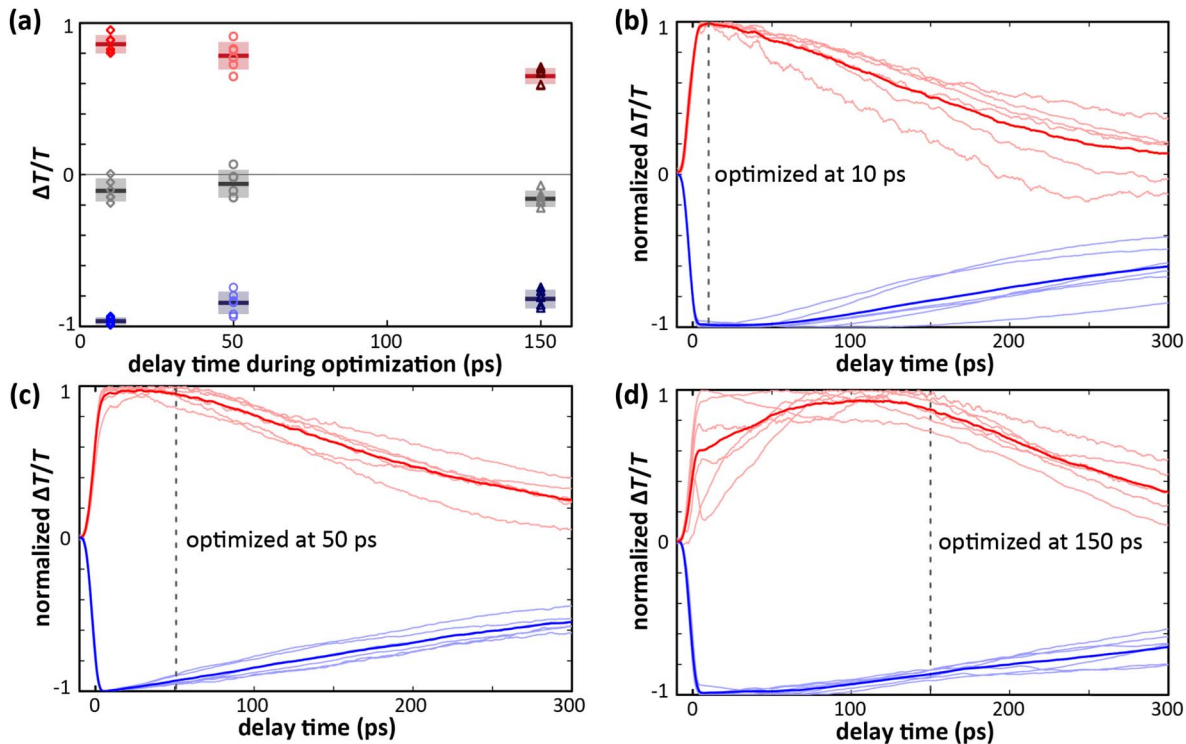 (a)
1
0
-1
ΔT/T
0
50
100
150
delay time during optimization (ps)
(b)
1
0
-1
normalized ΔT/T
optimized at 10 ps
0
100
200
300
delay time (ps)
(c)
1
0
-1
normalized ΔT/T
optimized at 50 ps
0
100
200
300
delay time (ps)
(d)
1
0
-1
normalized ΔT/T
optimized at 150 ps
0
100
200
300
delay time (ps)